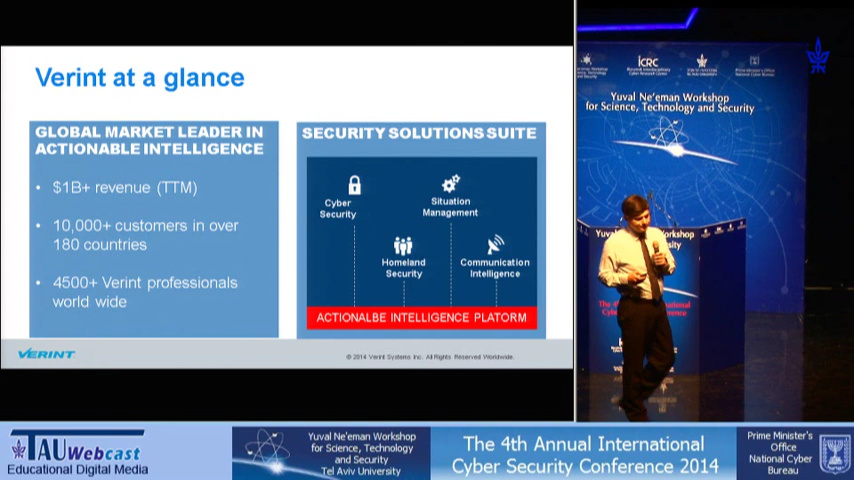 Verint at a glance
GLOBAL MARKET LEADER IN
ACTIONABLE INTELLIGENCE
• $1B+ revenue (TTM)
• 10,000+ customers in over
180 countries
• 4500+ Verint professionals
world wide
SECURITY SOLUTIONS SUITE
Cyber
Security
Situation
Management
Homeland
Security
Communication
Intelligence
ACTIONALBE INTELLIGENCE PLATORM
VERINT
© 2014 Verint Systems Inc. All Rights Reserved Worldwide.
ICRC
Yuval Ne'eman Workshop
for Science, Technology and Security
TAU Webcast
Educational Digital Media
Yuval Ne'eman Workshop
for Science, Technology
and Security
Tel Aviv University
The 4th Annual International
Cyber Security Conference 2014
Prime Minister's
Office
National Cyber
Bureau